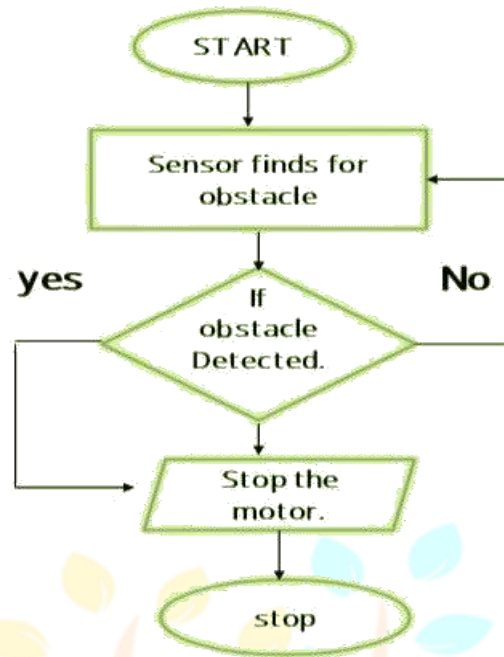 START
Sensor finds for
obstacle
yes
No
If
obstacle
Detected.
Stop the
motor.
stop